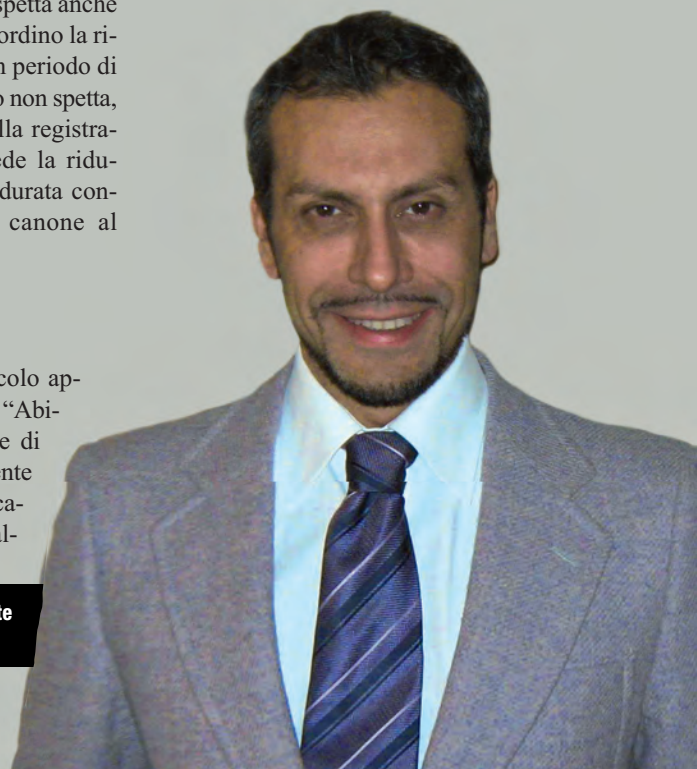 spetta anche
ordino la ri-
n periodo di
o non spetta,
lla registra-
ede la ridu-
durata con-
canone al
colo ap-
“Abi-
e di
ente
ca-
al-
te